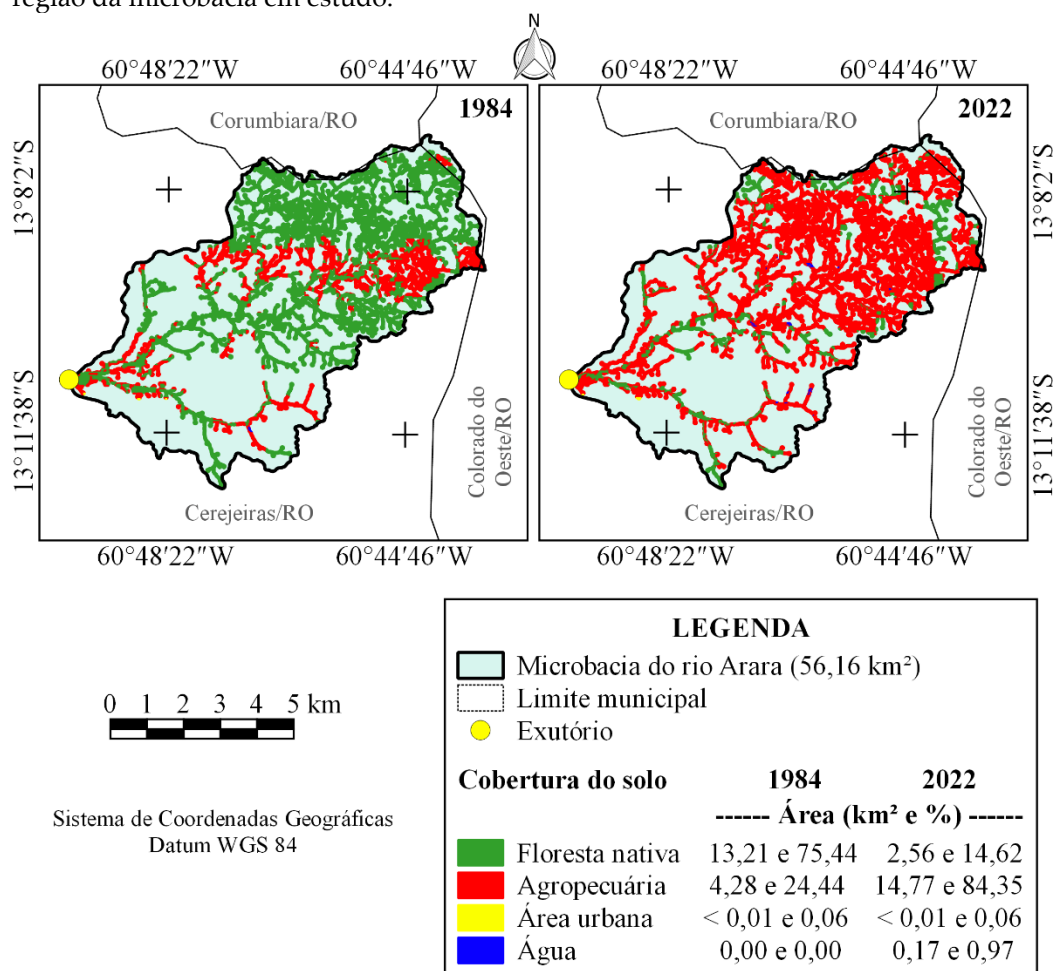 região da microbacia em estudo.
N
60°48'22"W 60°44'46"W 60°48'22"W 60°44'46"W
1984 2022
Corumbiara/RO Corumbiara/RO
13°8'2"S 13°8'2"S
13°11'38"S 13°11'38"S
Colorado do Oeste/RO Colorado do Oeste/RO
Cerejeiras/RO Cerejeiras/RO
60°48'22"W 60°44'46"W 60°48'22"W 60°44'46"W
0 1 2 3 4 5 km
Sistema de Coordenadas Geográficas
Datum WGS 84
LEGENDA
Microbacia do rio Arara (56,16 km²)
Limite municipal
Exutório
Cobertura do solo 1984 2022
------ Área (km² e %) ------
Floresta nativa 13,21 e 75,44 2,56 e 14,62
Agropecuária 4,28 e 24,44 14,77 e 84,35
Área urbana < 0,01 e 0,06 < 0,01 e 0,06
Água 0,00 e 0,00 0,17 e 0,97